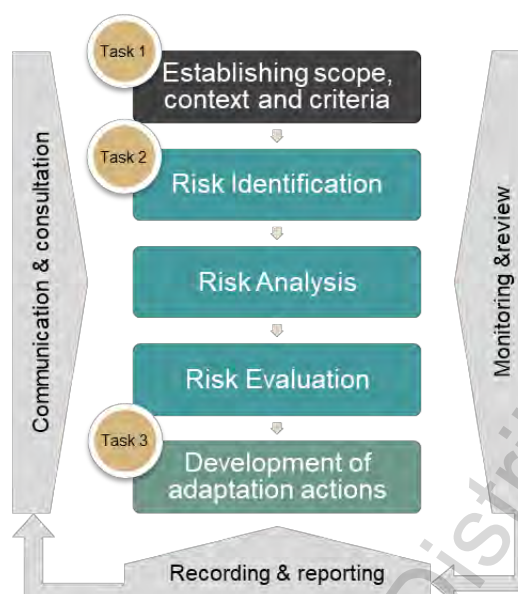 Task 1
Establishing scope,
context and criteria
Task 2
Risk Identification
Risk Analysis
Risk Evaluation
Task 3
Development of
adaptation actions
Communication & consultation
Monitoring &review
Recording & reporting